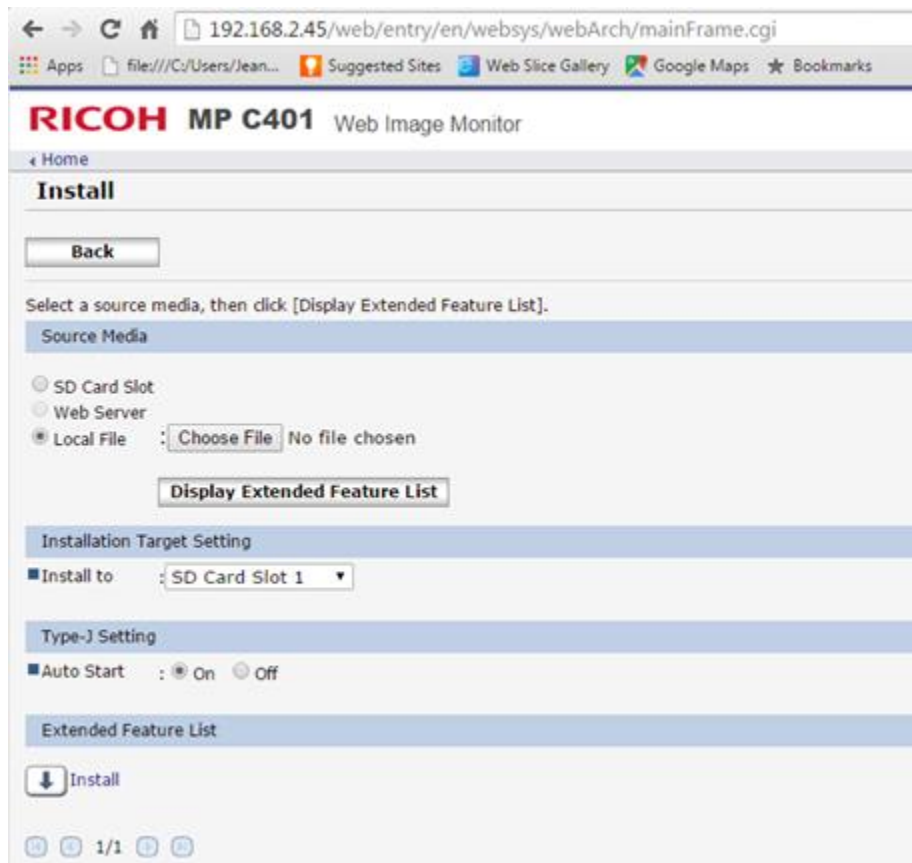 192.168.2.45/web/entry/en/websys/webArch/mainFrame.cgi
Apps file:///C:/Users/Jean... Suggested Sites Web Slice Gallery Google Maps Bookmarks
RICOH MP C401 Web Image Monitor
Home
Install
Back
Select a source media, then click [Display Extended Feature List].
Source Media
SD Card Slot
Web Server
Local File : Choose File No file chosen
Display Extended Feature List
Installation Target Setting
Install to : SD Card Slot 1
Type-J Setting
Auto Start : On Off
Extended Feature List
Install
1/1